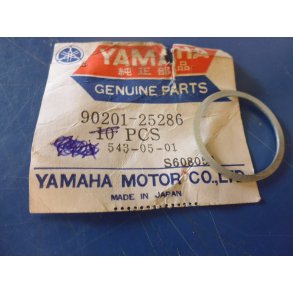 YAMAHA
純正部品
GENUINE PARTS
90201-25286
10 PCS
543-05-01
S60805
YAMAHA MOTOR CO., LTD
MADE IN JAPAN